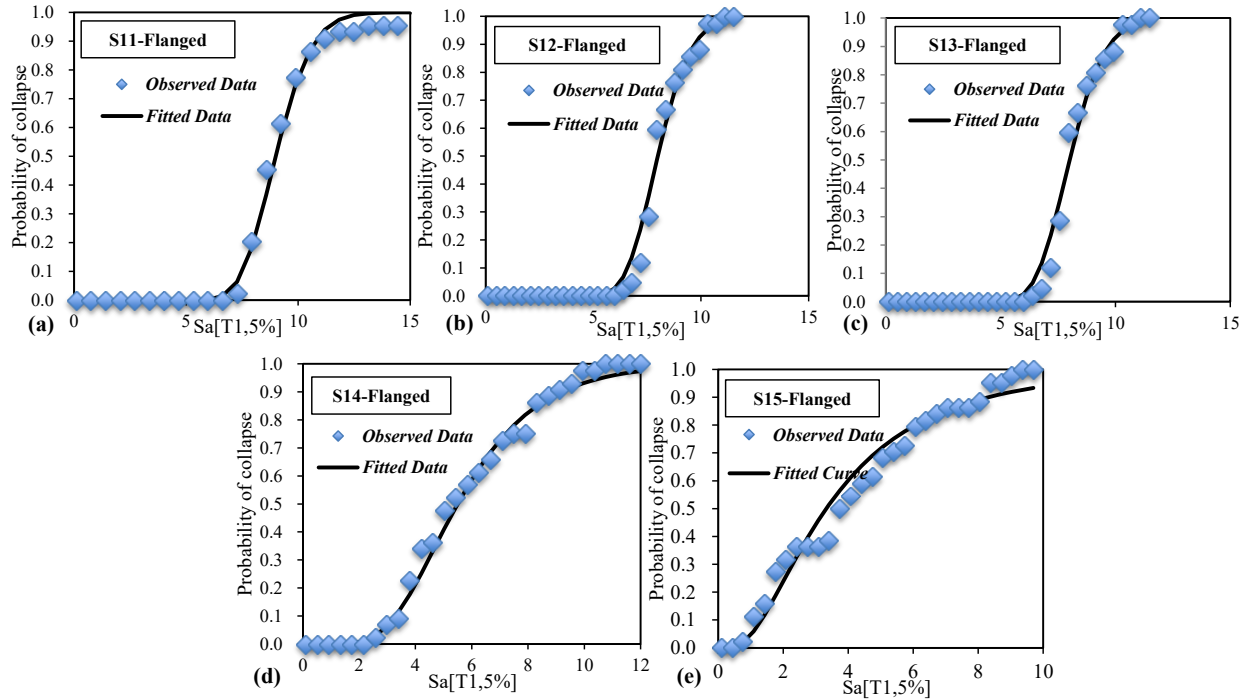 1.0
0.9
0.8
0.7
0.6
0.5
0.4
0.3
0.2
0.1
0.0
Probability of collapse
S11-Flanged
Observed Data
Fitted Data
5
10
15
Sa[T1,5%]
(a)
1.0
0.9
0.8
0.7
0.6
0.5
0.4
0.3
0.2
0.1
0.0
Probability of collapse
S12-Flanged
Observed Data
Fitted Data
0
5
10
15
Sa[T1,5%]
(b)
1.0
0.9
0.8
0.7
0.6
0.5
0.4
0.3
0.2
0.1
0.0
Probability of collapse
S13-Flanged
Observed Data
Fitted Data
0
5
10
15
Sa[T1,5%]
(c)
1.0
0.9
0.8
0.7
0.6
0.5
0.4
0.3
0.2
0.1
0.0
Probability of collapse
S14-Flanged
Observed Data
Fitted Data
0
2
4
6
8
10
12
Sa[T1,5%]
(d)
1.0
0.9
0.8
0.7
0.6
0.5
0.4
0.3
0.2
0.1
0.0
Probability of collapse
S15-Flanged
Observed Data
Fitted Curve
0
2
4
6
8
10
Sa[T1,5%]
(e)